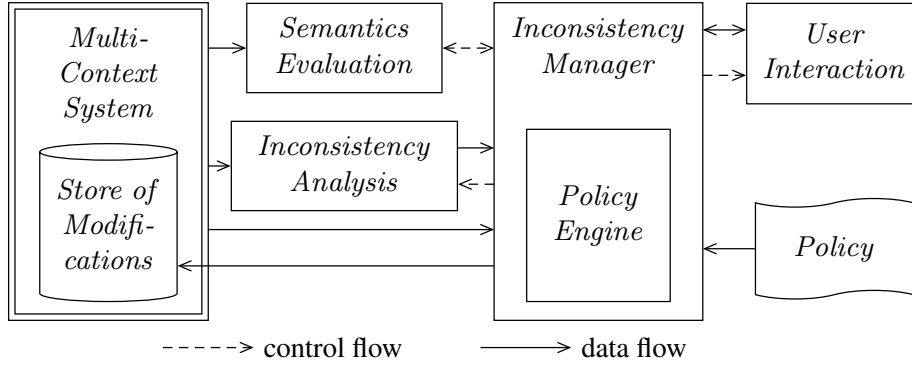 Multi-
Context
System
Store of
Modifi-
cations
Semantics
Evaluation
Inconsistency
Analysis
Inconsistency
Manager
Policy
Engine
User
Interaction
Policy
control flow
data flow